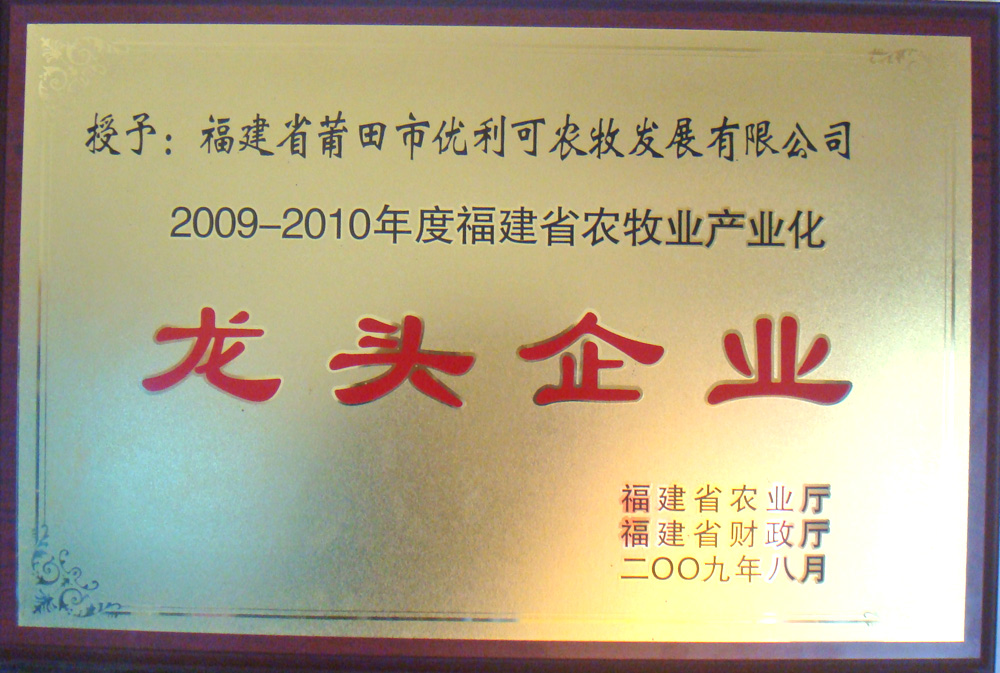 授予：福建省莆田市优利可农牧发展有限公司
2009-2010年度福建省农牧业产业化
龙头企业
福建省农业厅
福建省财政厅
二OO九年八月